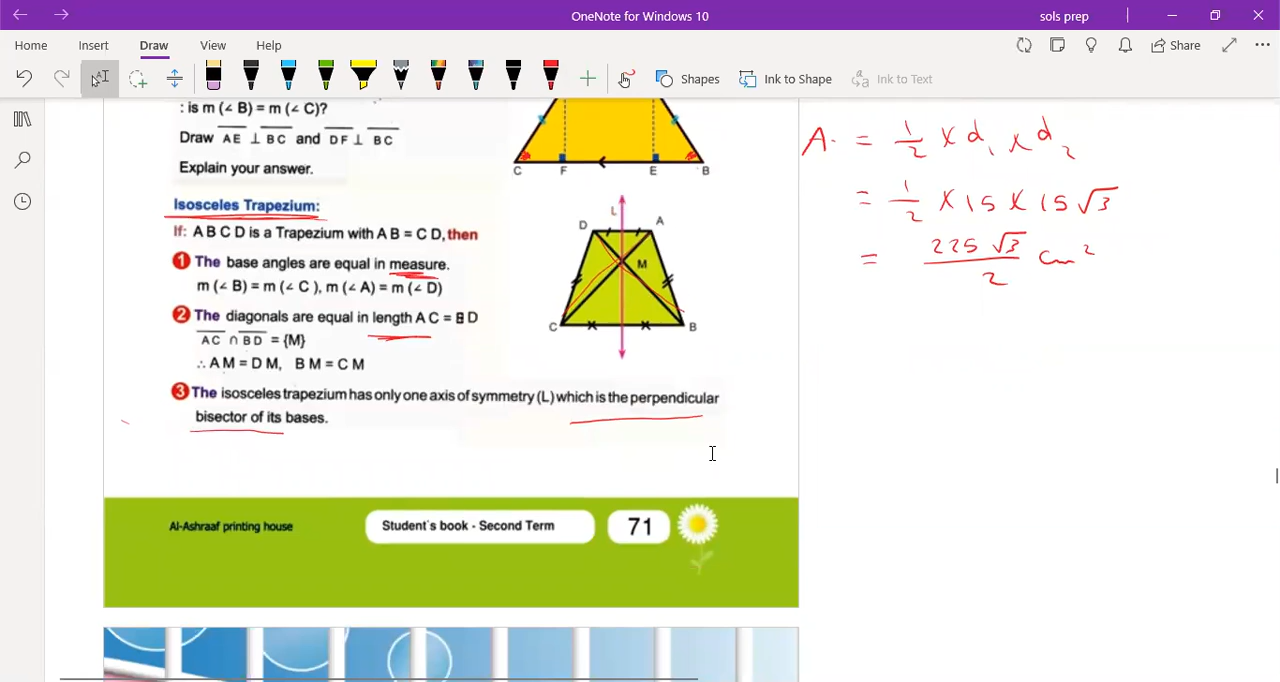 OneNote for Windows 10
sols prep
Home
Insert
Draw
View
Help
Share
Shapes
Ink to Shape
Ink to Text
: is m (∠ B) = m (∠ C)?
Draw AE ⊥ BC and DF ⊥ BC
Explain your answer.
C F E B
Isosceles Trapezium:
If: A B C D is a Trapezium with A B = C D, then
1 The base angles are equal in measure.
m (∠ B) = m (∠ C), m (∠ A) = m (∠ D)
2 The diagonals are equal in length A C = B D
AC ∩ BD = {M}
∴ A M = D M, B M = C M
3 The isosceles trapezium has only one axis of symmetry (L) which is the perpendicular
bisector of its bases.
L
D A
M
C B
A. = 1/2 × d₁ × d₂
= 1/2 × 15 × 15 √3
= 225 √3 / 2 cm²
Al-Ashraaf printing house
Student's book - Second Term
71